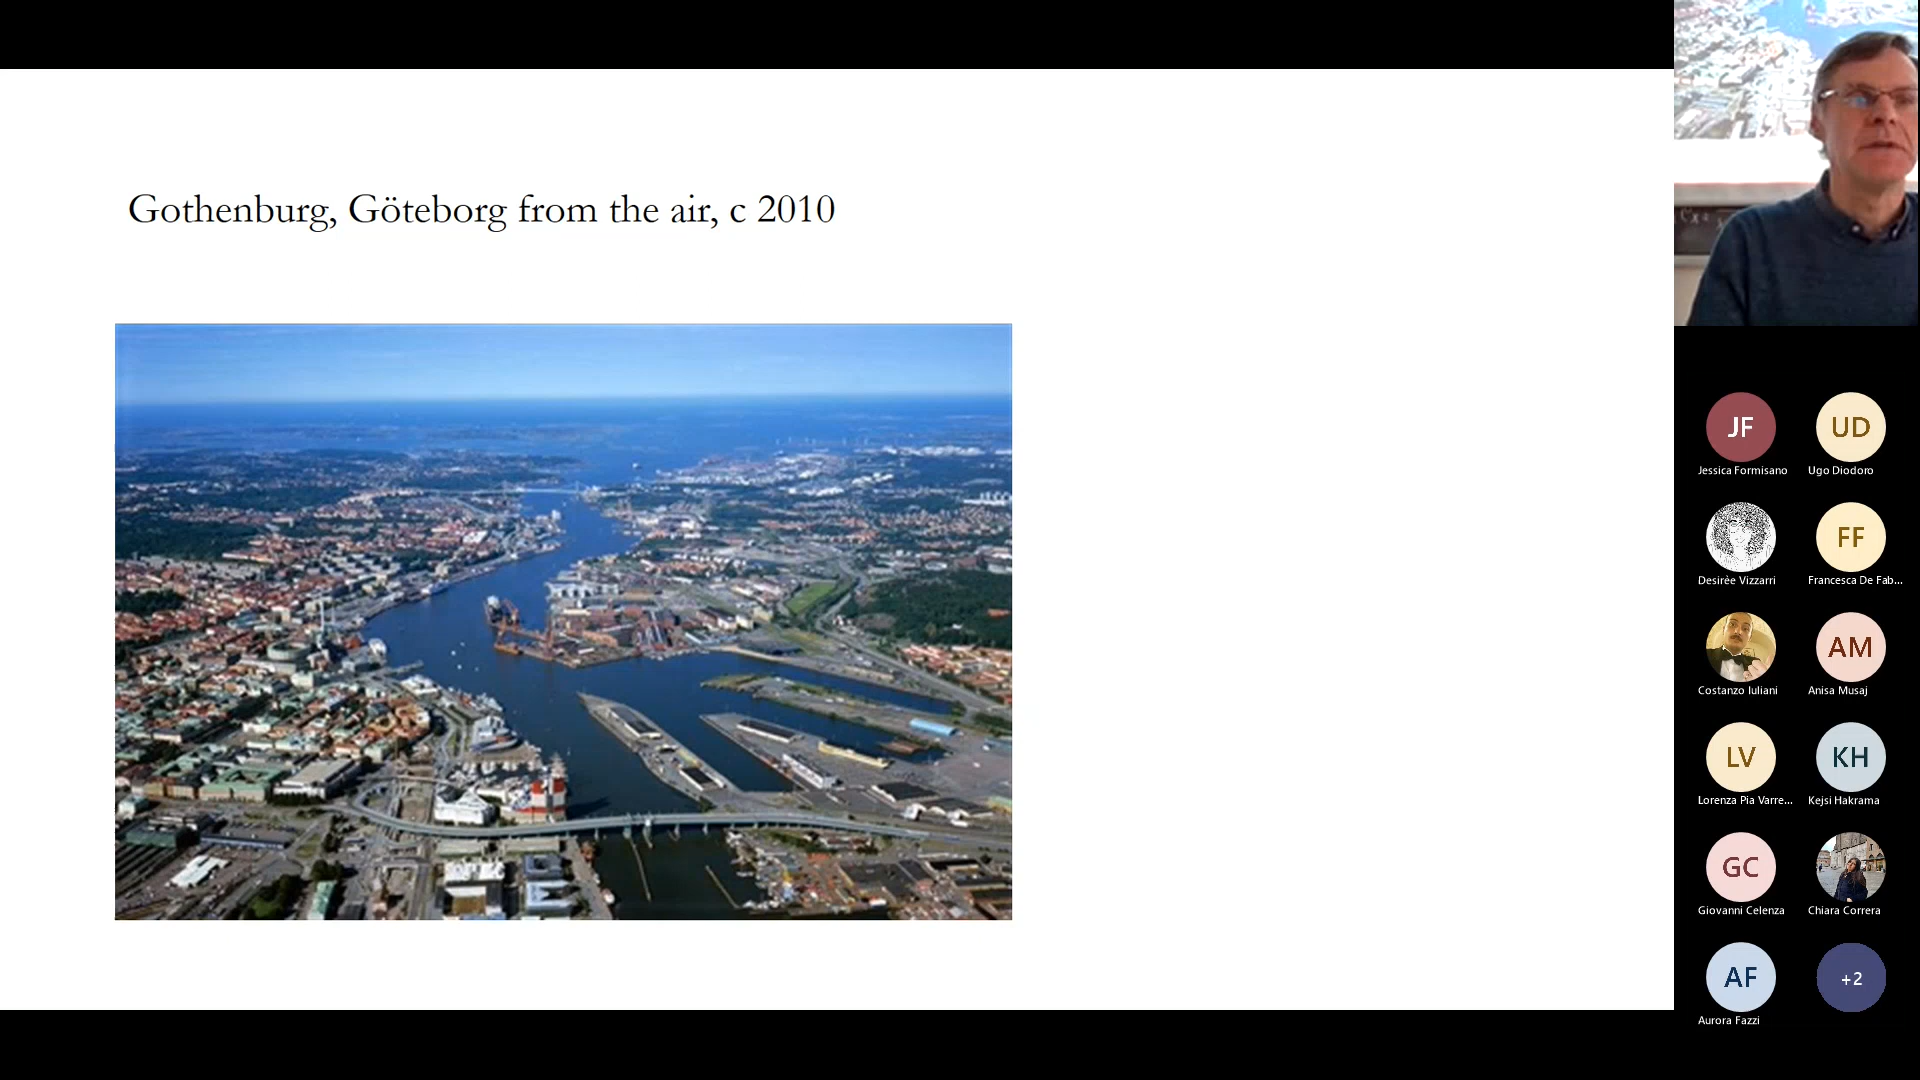 Gothenburg, Göteborg from the air, c 2010
JF
Jessica Formisano
UD
Ugo Diodoro
Desirèe Vizzarri
FF
Francesca De Fab...
Costanzo Iuliani
AM
Anisa Musaj
LV
Lorenza Pia Varre...
KH
Kejsi Hakrama
GC
Giovanni Celenza
Chiara Correra
AF
Aurora Fazzi
+2